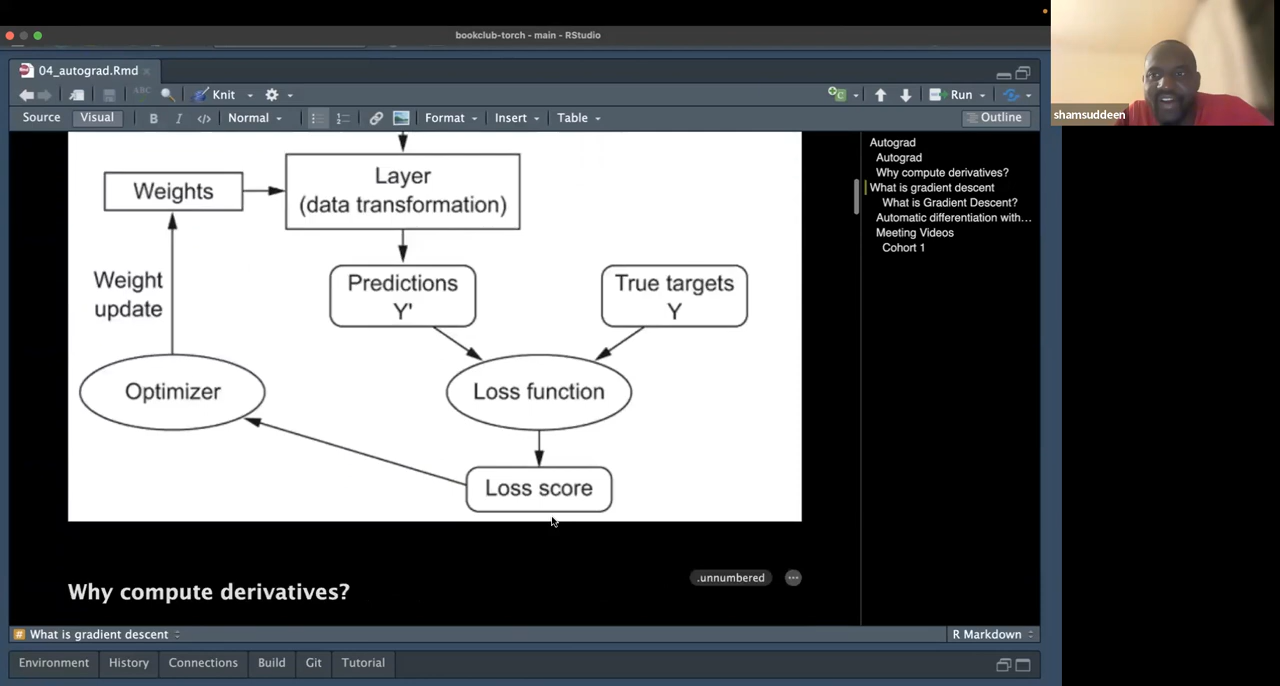 bookclub-torch - main - RStudio
04_autograd.Rmd
ABC
Knit
Run
Source
Visual
B
I
</>
Normal
Format
Insert
Table
Outline
Weights
Layer
(data transformation)
Weight
update
Predictions
Y'
True targets
Y
Optimizer
Loss function
Loss score
Why compute derivatives?
.unnumbered
Autograd
Autograd
Why compute derivatives?
What is gradient descent
What is Gradient Descent?
Automatic differentiation with...
Meeting Videos
Cohort 1
# What is gradient descent
R Markdown
Environment
History
Connections
Build
Git
Tutorial
shamsuddeen